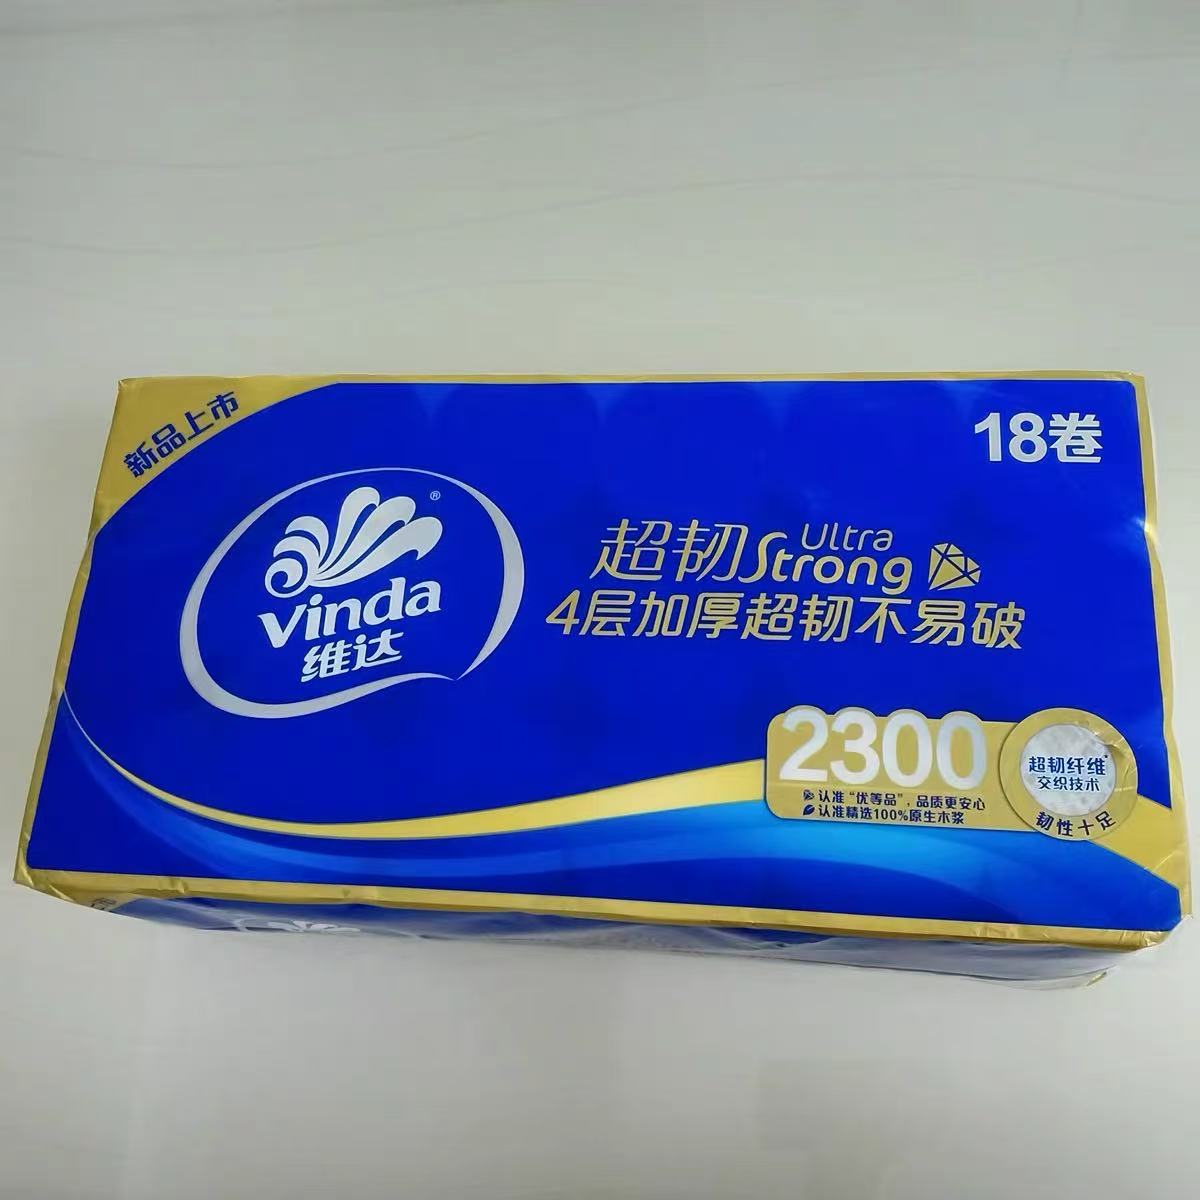 新品上市
18卷
®
Vinda
维达
超韧Ultra Strong
4层加厚超韧不易破
2300
认准“优等品”，品质更安心
认准精选100%原生木浆
超韧纤维
交织技术
韧性十足